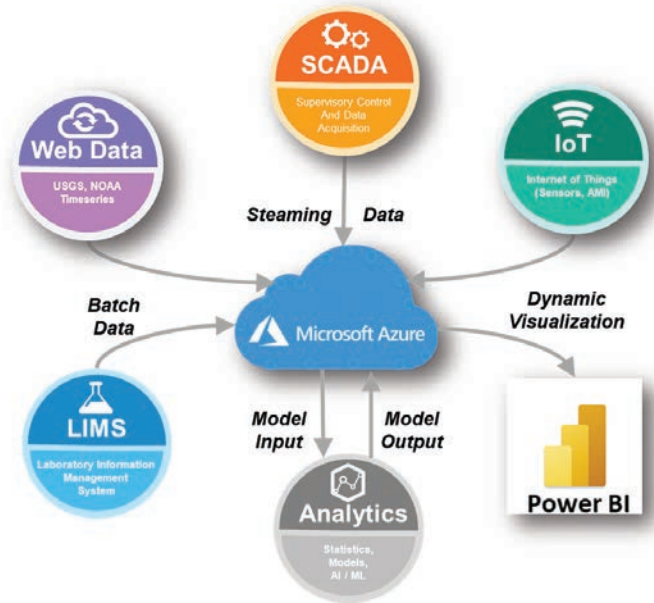 SCADA
Supervisory Control
And Data
Acquisition
Web Data
USGS, NOAA
Timeseries
IoT
Internet of Things
(Sensors, AMI)
Steaming Data
Batch
Data
Microsoft Azure
Dynamic
Visualization
LIMS
Laboratory Information
Management
System
Model
Input
Model
Output
Analytics
Statistics,
Models,
AI / ML
Power BI